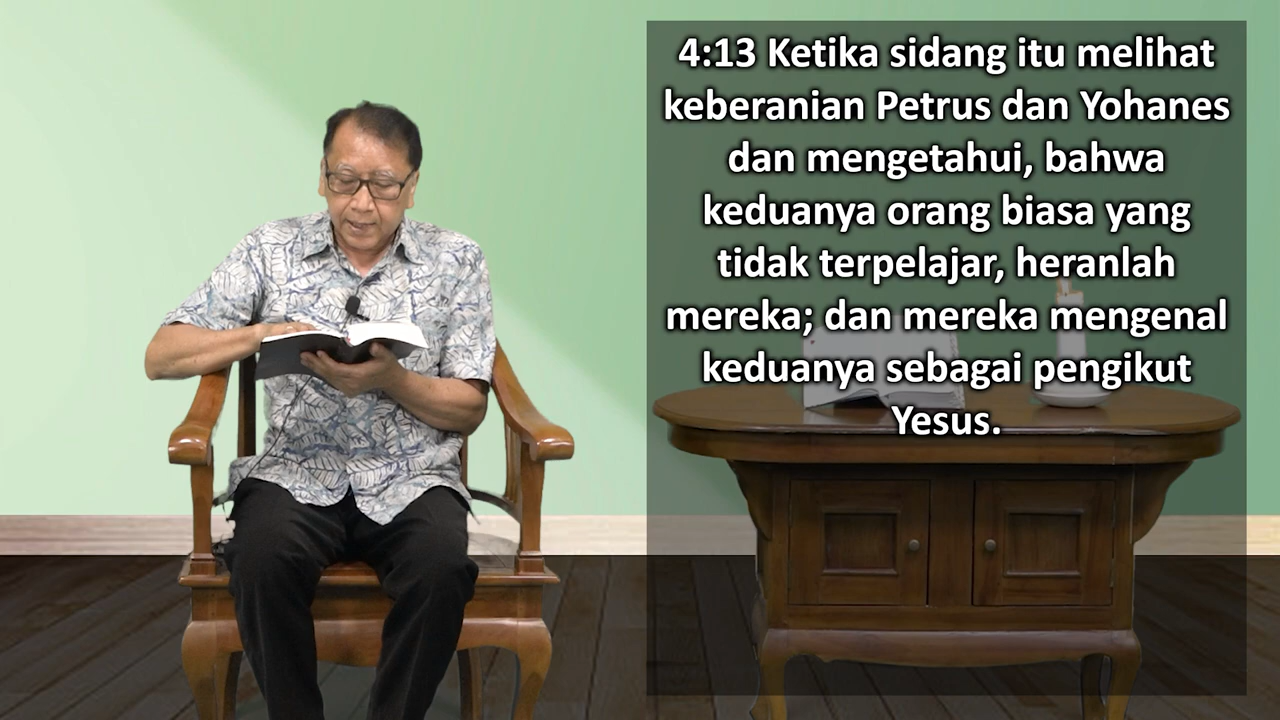 4:13 Ketika sidang itu melihat
keberanian Petrus dan Yohanes
dan mengetahui, bahwa
keduanya orang biasa yang
tidak terpelajar, heranlah
mereka; dan mereka mengenal
keduanya sebagai pengikut
Yesus.